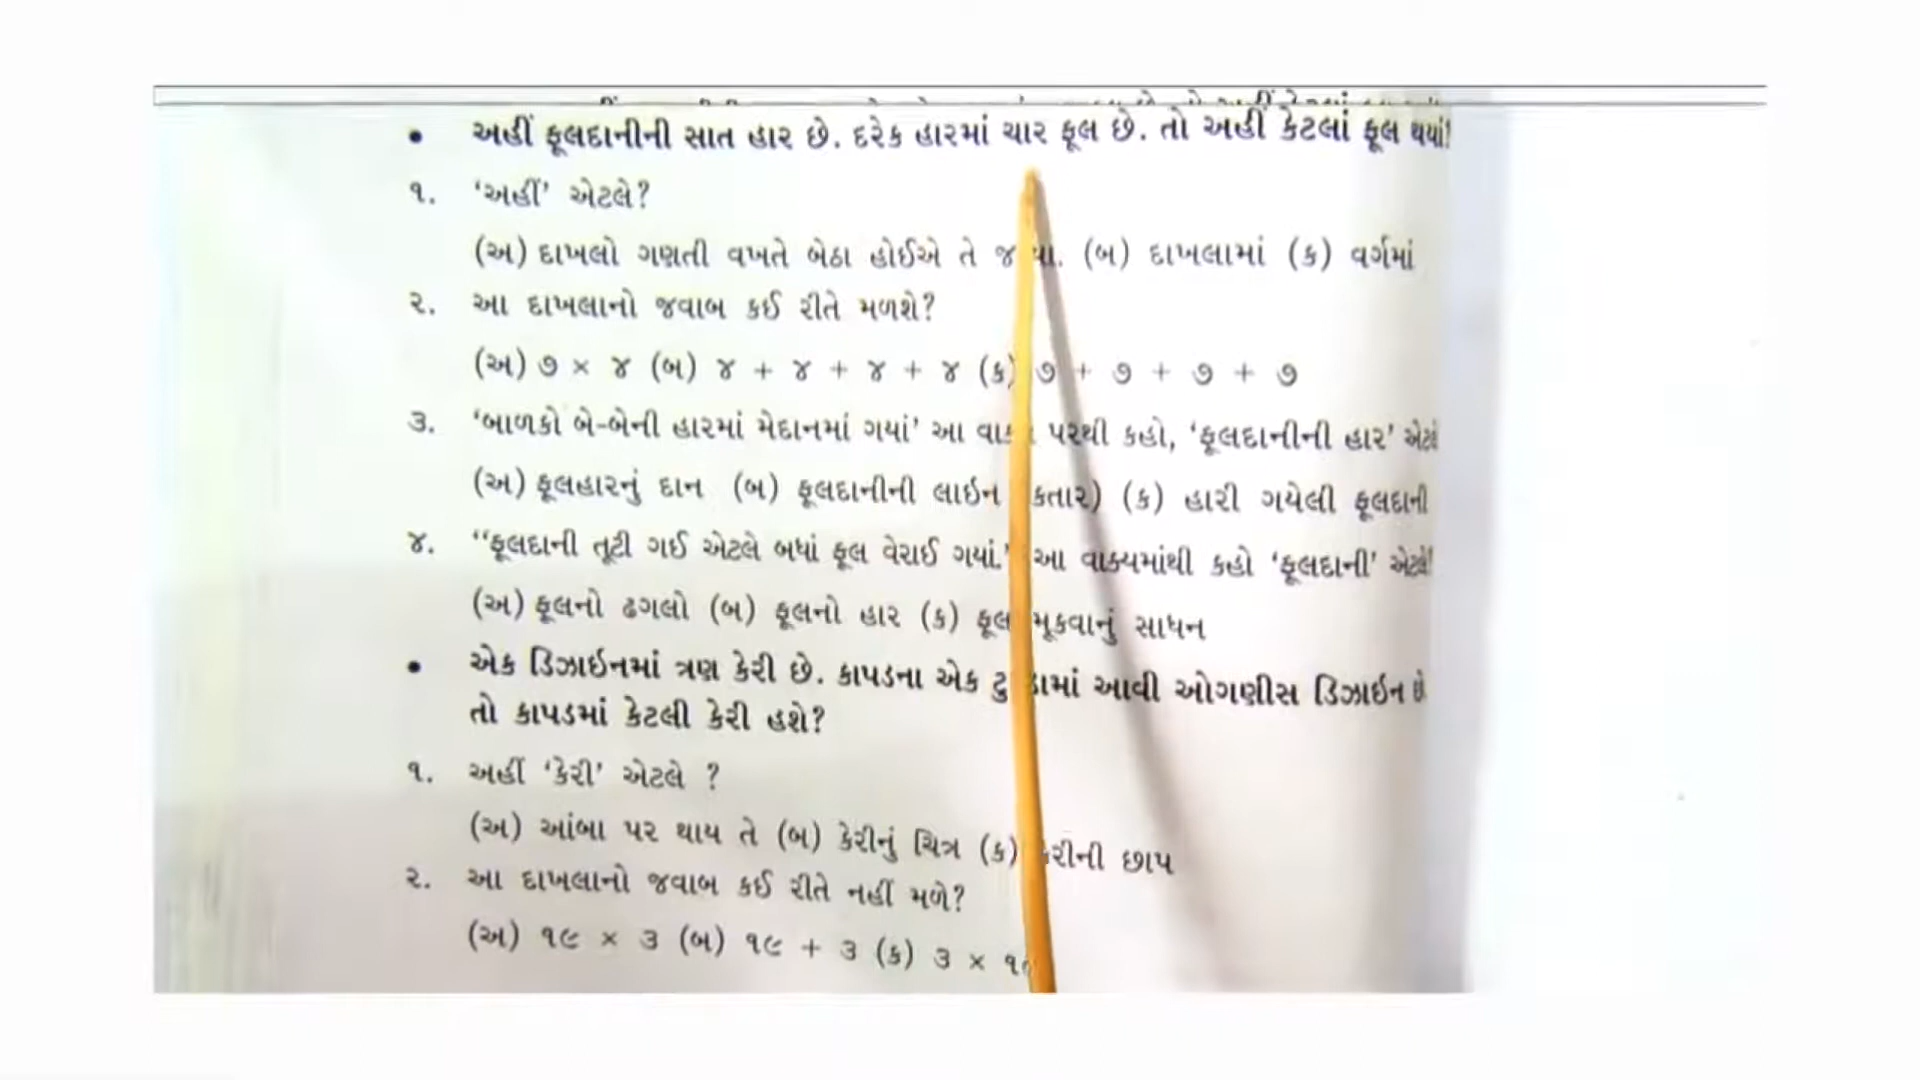 • અહીં ફૂલદાનીની સાત હાર છે. દરેક હારમાં ચાર ફૂલ છે. તો અહીં કેટલાં ફૂલ થયાં?
૧. ‘અહીં’ એટલે?
(અ) દાખલો ગણતી વખતે બેઠા હોઈએ તે (બ) દાખલામાં (ક) વર્ગમાં
૨. આ દાખલાનો જવાબ કઈ રીતે મળશે?
(અ) ૭ × ૪ (બ) ૪ + ૪ + ૪ + ૪ (ક) ૭ + ૭ + ૭ + ૭
૩. ‘બાળકો બે-બેની હારમાં મેદાનમાં ગયાં’ આ પરથી કહો, ‘ફૂલદાનીની હાર’
(અ) ફૂલહારનું દાન (બ) ફૂલદાનીની લાઇન કતાર) (ક) હારી ગયેલી ફૂલદાની
૪. “ફૂલદાની તૂટી ગઈ એટલે બધાં ફૂલ વેરાઈ ગયાં.” આ વાક્યમાંથી કહો ‘ફૂલદાની’ એટલે?
(અ) ફૂલનો ઢગલો (બ) ફૂલનો હાર (ક) ફૂલ મૂકવાનું સાધન
• એક ડિઝાઇનમાં ત્રણ કેરી છે. કાપડના એક આવી ઓગણીસ ડિઝાઇન છે
તો કાપડમાં કેટલી કેરી હશે?
૧. અહીં ‘કેરી’ એટલે ?
(અ) આંબા પર થાય તે (બ) કેરીનું ચિત્ર (ક) છાપ
૨. આ દાખલાનો જવાબ કઈ રીતે નહીં મળે?
(અ) ૧૯ × ૩ (બ) ૧૯ + ૩ (ક) ૩ ×